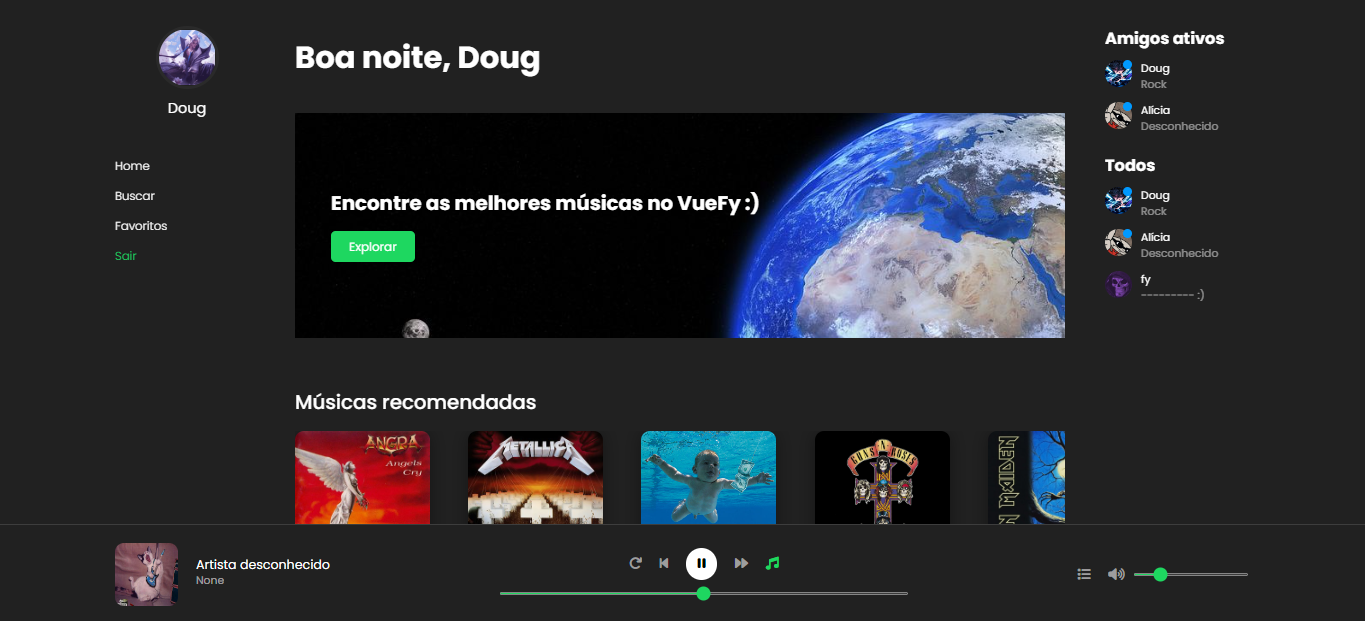 Doug
Home
Buscar
Favoritos
Sair
Boa noite, Doug
Encontre as melhores músicas no VueFy :)
Explorar
Músicas recomendadas
ANGRA
Angels
Cry
METALLICA
GUNS N ROSES
IRON MAIDEN
Amigos ativos
Doug
Rock
Alícia
Desconhecido
Todos
Doug
Rock
Alícia
Desconhecido
fy
--------- :)
Artista desconhecido
None